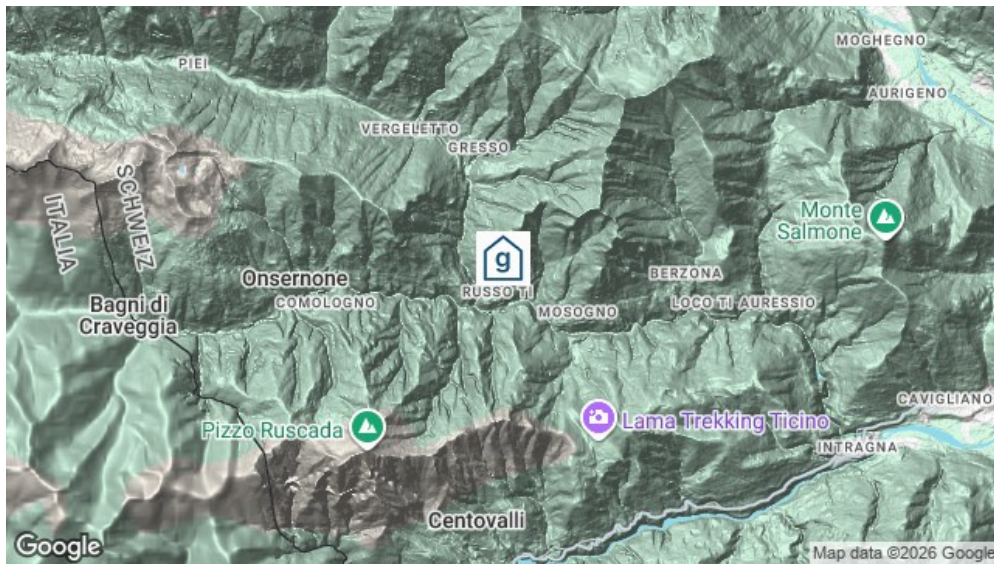 MOGHEGNO
PIEI
AURIGENO
VERGELETTO
GRESSO
SCHWEIZ
ITALIA
Monte
Salmone
g
Onsernone
BERZONA
RUSSO TI
COMOLOGNO
LOCO TI AURESSIO
Bagni di
Craveggia
MOSOGNO
CAVIGLIANO
Pizzo Ruscada
Lama Trekking Ticino
INTRAGNA
Centovalli
Google
Map data ©2026 Google